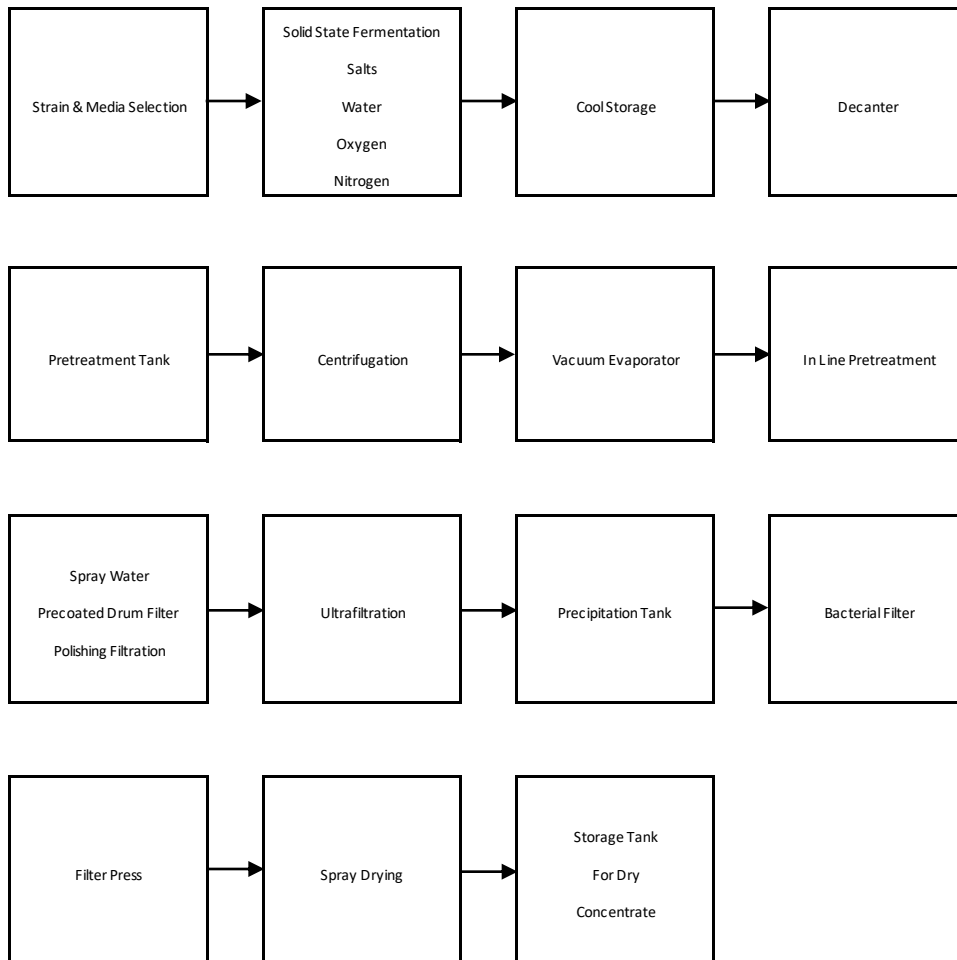 Strain & Media Selection
Solid State Fermentation
Salts
Water
Oxygen
Nitrogen
Cool Storage
Decanter
Pretreatment Tank
Centrifugation
Vacuum Evaporator
In Line Pretreatment
Spray Water
Precoated Drum Filter
Polishing Filtration
Ultrafiltration
Precipitation Tank
Bacterial Filter
Filter Press
Spray Drying
Storage Tank
For Dry
Concentrate